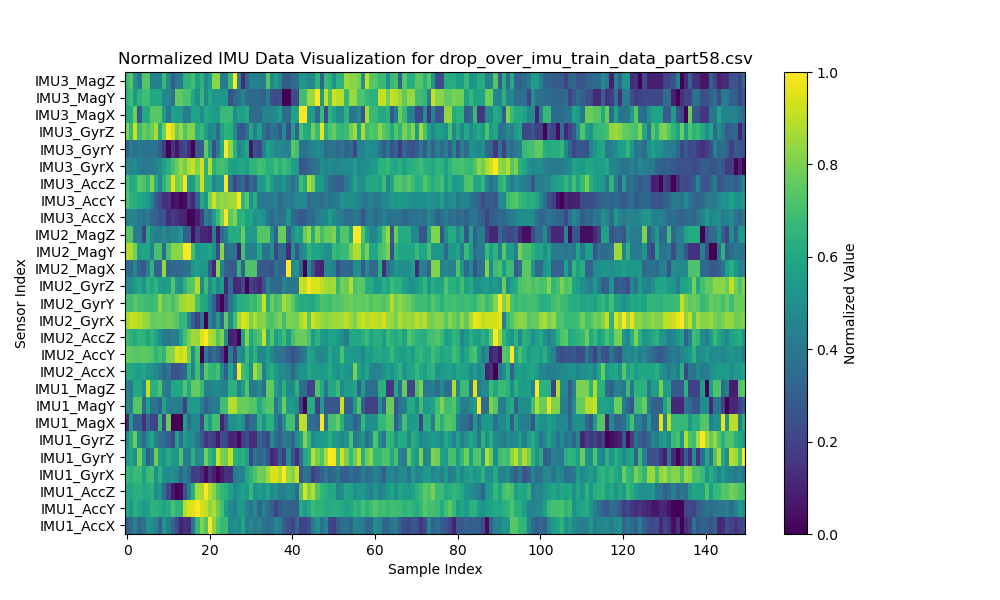 Normalized IMU Data Visualization for drop_over_imu_train_data_part58.csv
IMU3_MagZ
IMU3_MagY
IMU3_MagX
IMU3_GyrZ
IMU3_GyrY
IMU3_GyrX
IMU3_AccZ
IMU3_AccY
IMU3_AccX
IMU2_MagZ
IMU2_MagY
IMU2_MagX
IMU2_GyrZ
IMU2_GyrY
IMU2_GyrX
IMU2_AccZ
IMU2_AccY
IMU2_AccX
IMU1_MagZ
IMU1_MagY
IMU1_MagX
IMU1_GyrZ
IMU1_GyrY
IMU1_GyrX
IMU1_AccZ
IMU1_AccY
IMU1_AccX
Sensor Index
0 20 40 60 80 100 120 140
Sample Index
1.0
0.8
0.6
0.4
0.2
0.0
Normalized Value